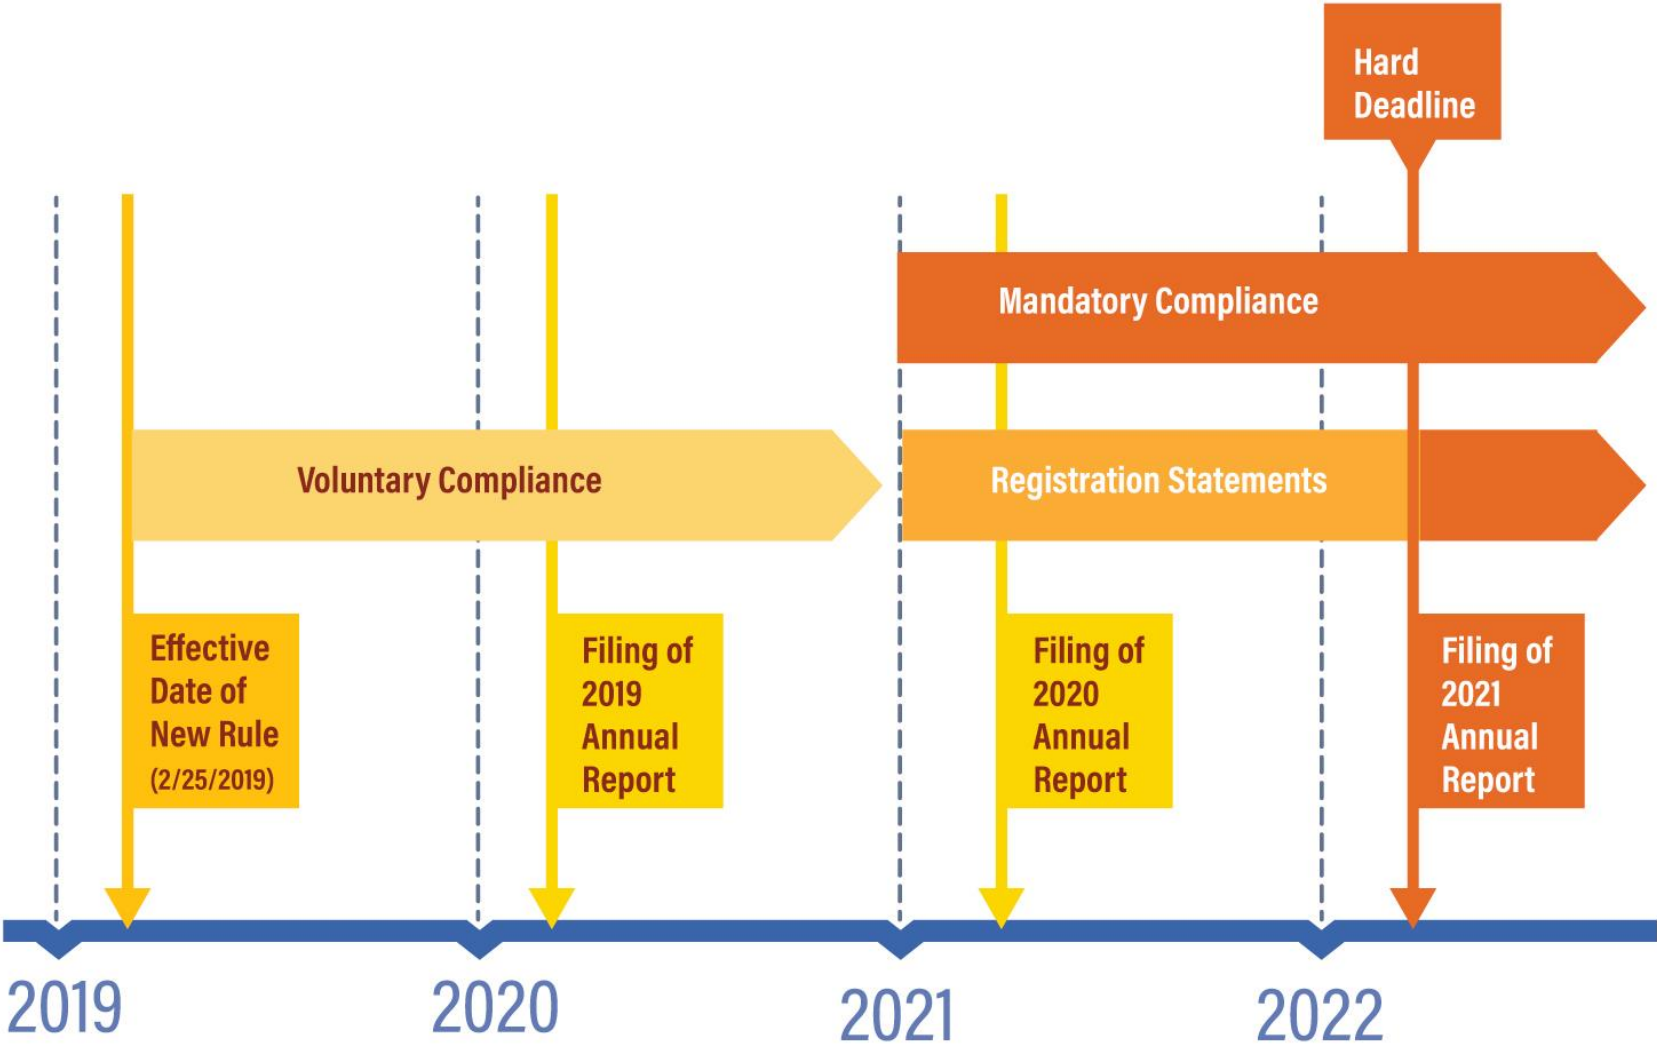 Hard
Deadline
Mandatory Compliance
Voluntary Compliance
Registration Statements
Effective
Date of
New Rule
(2/25/2019)
Filing of
2019
Annual
Report
Filing of
2020
Annual
Report
Filing of
2021
Annual
Report
2019
2020
2021
2022